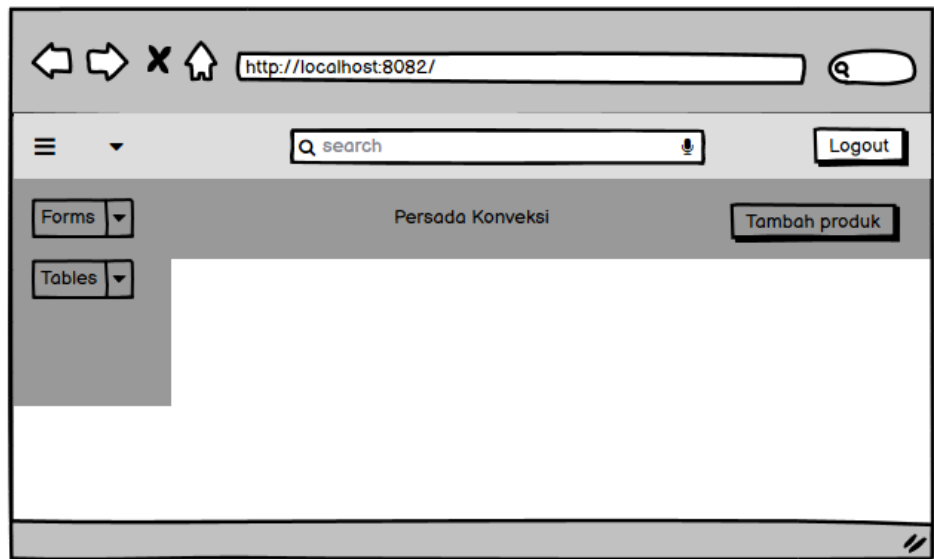 http://localhost:8082/
search
Logout
Forms
Persada Konveksi
Tambah produk
Tables